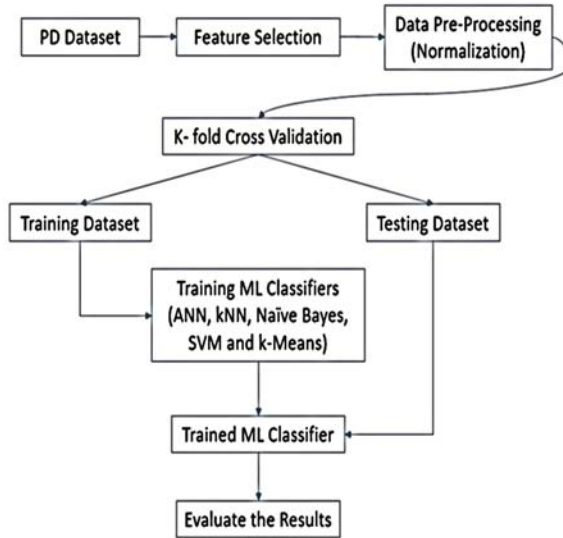 PD Dataset
Feature Selection
Data Pre-Processing
(Normalization)
K- fold Cross Validation
Training Dataset
Testing Dataset
Training ML Classifiers
(ANN, kNN, Naïve Bayes,
SVM and k-Means)
Trained ML Classifier
Evaluate the Results